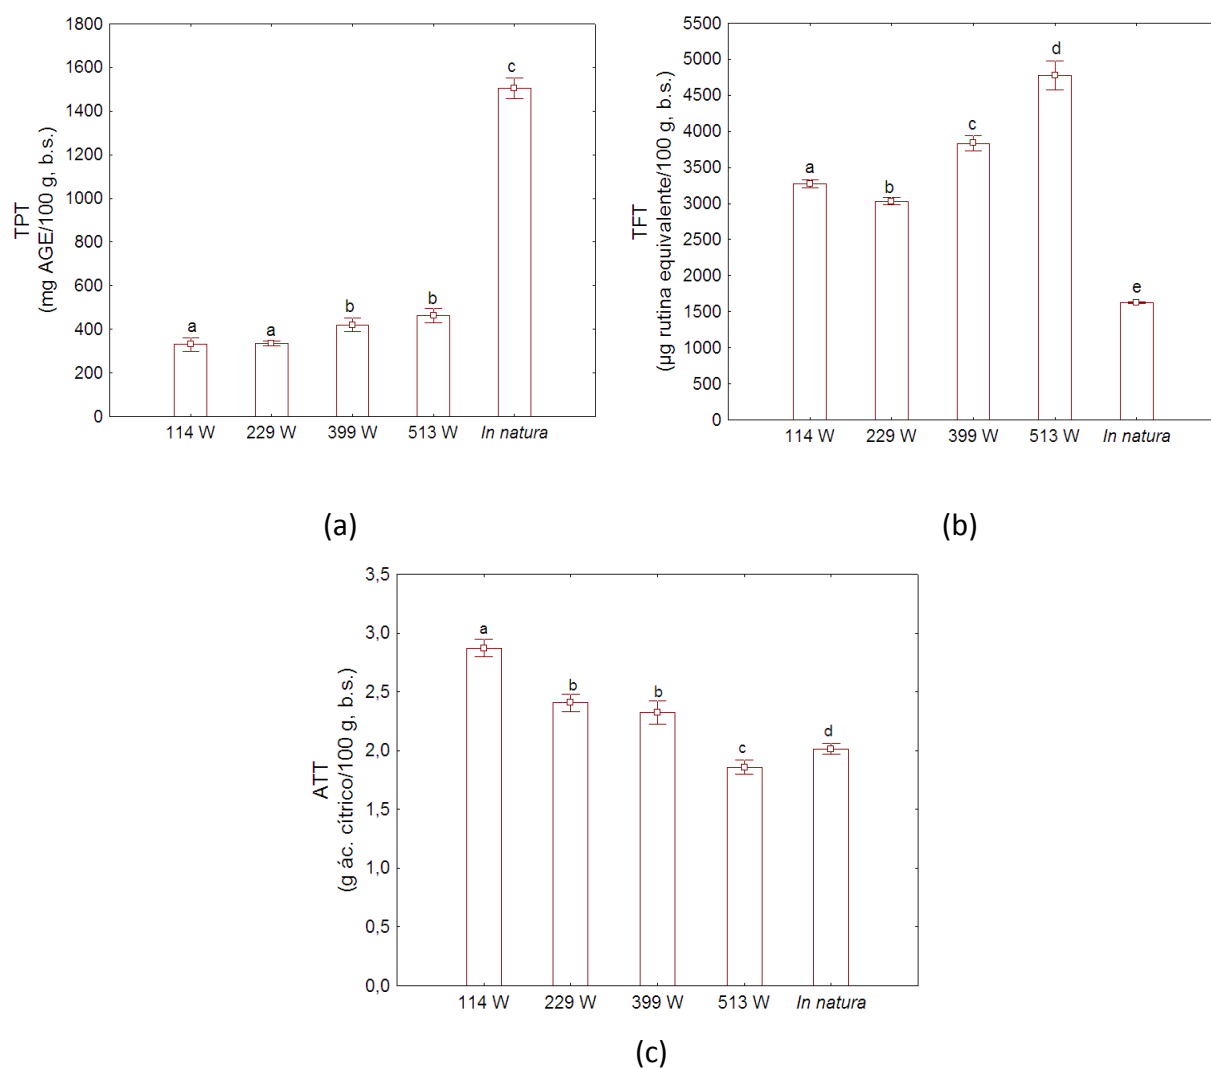 1800
1600
1400
1200
1000
800
600
400
200
0
TPT
(mg AGE/100 g, b.s.)
a
a
b
b
c
114 W 229 W 399 W 513 W In natura
(a)
5500
5000
4500
4000
3500
3000
2500
2000
1500
1000
500
0
TFT
(µg rutina equivalente/100 g, b.s.)
a
b
c
d
e
114 W 229 W 399 W 513 W In natura
(b)
3,5
3,0
2,5
2,0
1,5
1,0
0,5
0,0
ATT
(g ác. cítrico/100 g, b.s.)
a
b
b
c
d
114 W 229 W 399 W 513 W In natura
(c)